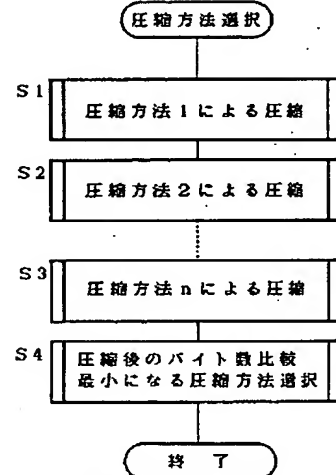 圧縮方法選択
S1
圧縮方法1による圧縮
S2
圧縮方法2による圧縮
S3
圧縮方法nによる圧縮
S4
圧縮後のバイト数比較
最小になる圧縮方法選択
終了